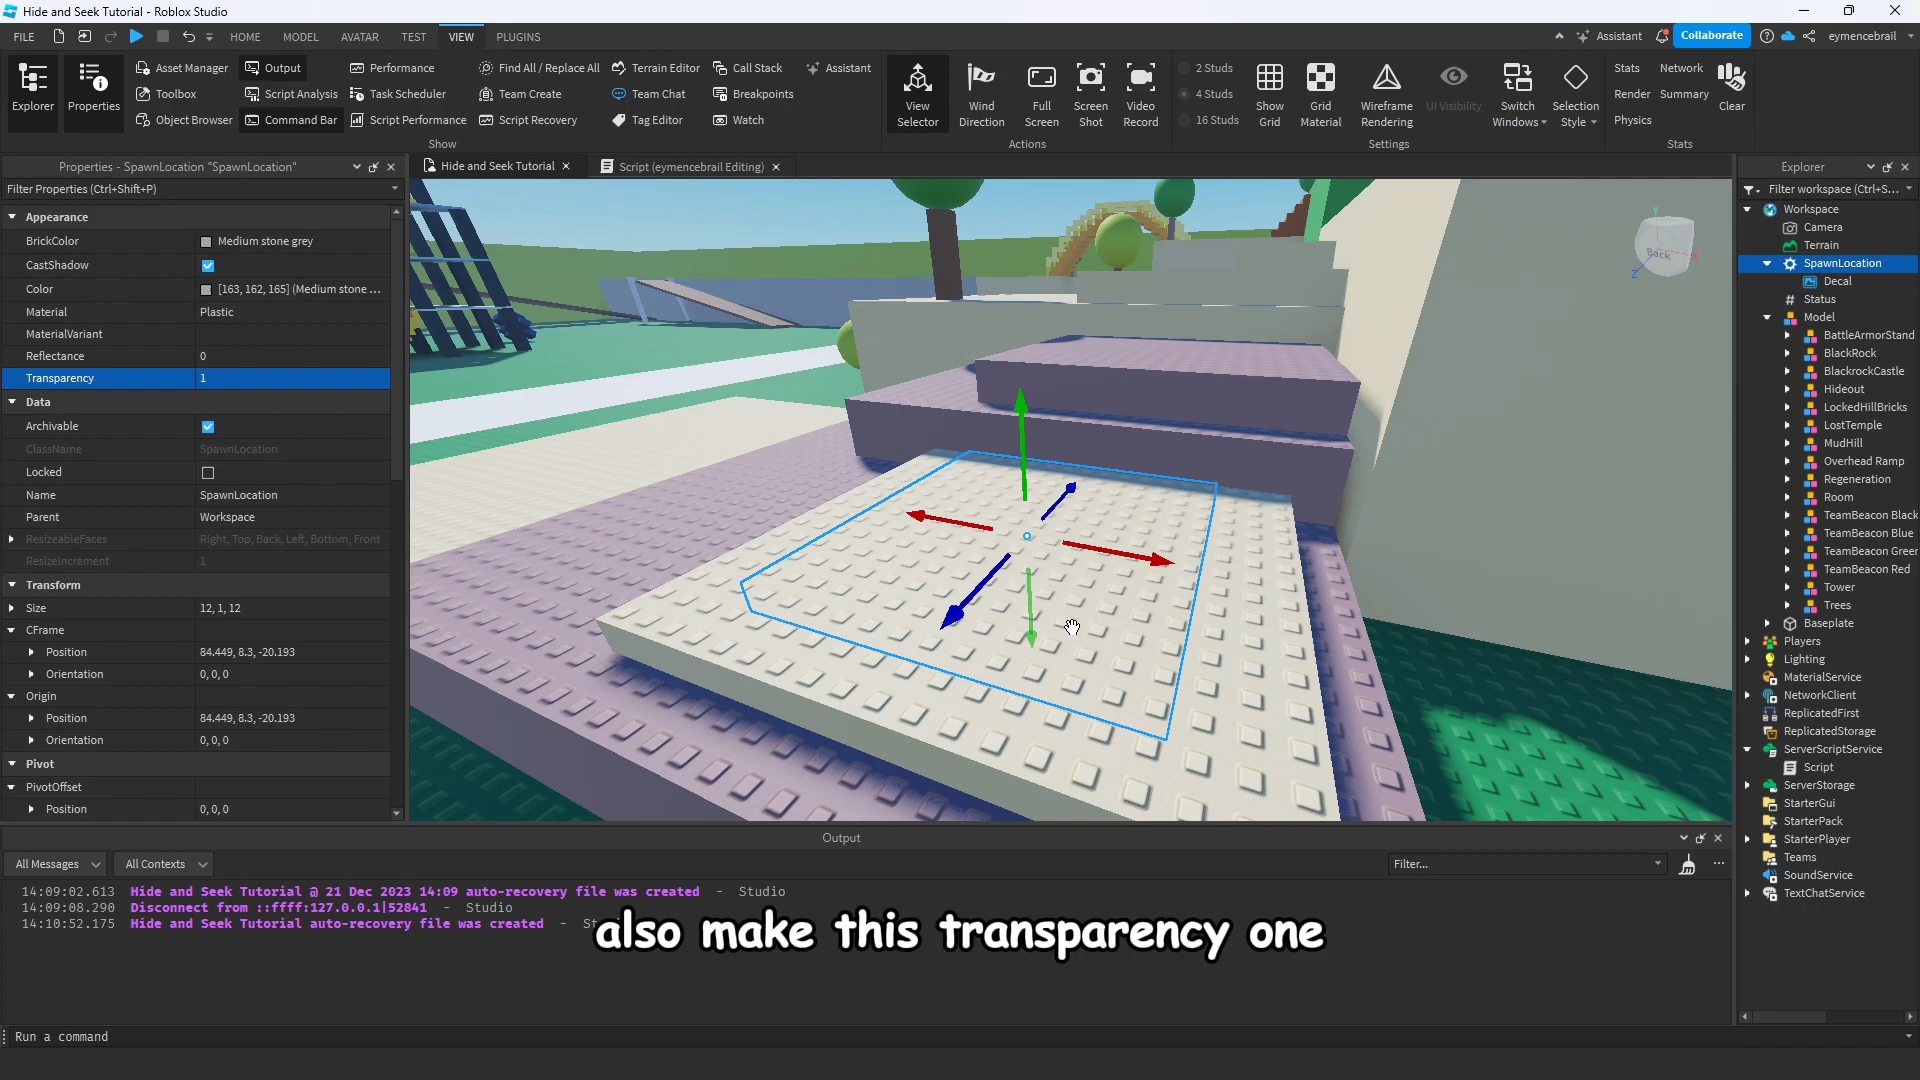 Hide and Seek Tutorial - Roblox Studio
FILE HOME MODEL AVATAR TEST VIEW PLUGINS Assistant Collaborate eymencebrail
Explorer
Properties
Asset Manager Output Performance Find All / Replace All Terrain Editor Call Stack Assistant
Toolbox Script Analysis Task Scheduler Team Create Team Chat Breakpoints
Object Browser Command Bar Script Performance Script Recovery Tag Editor Watch
Show
View Selector
Wind Direction
Full Screen
Screen Shot
Video Record
Actions
2 Studs
4 Studs
16 Studs
Show Grid
Grid Material
Wireframe Rendering
UI Visibility
Switch Windows
Selection Style
Settings
Stats Network
Render Summary
Physics
Clear
Stats
Properties - SpawnLocation "SpawnLocation"
Filter Properties (Ctrl+Shift+P)
Appearance
BrickColor Medium stone grey
CastShadow
Color [163, 162, 165] (Medium stone ...
Material Plastic
MaterialVariant
Reflectance 0
Transparency 1
Data
Archivable
ClassName SpawnLocation
Locked
Name SpawnLocation
Parent Workspace
ResizeableFaces Right, Top, Back, Left, Bottom, Front
ResizeIncrement 1
Transform
Size 12, 1, 12
CFrame
Position 84.449, 8.3, -20.193
Orientation 0, 0, 0
Origin
Position 84.449, 8.3, -20.193
Orientation 0, 0, 0
Pivot
PivotOffset
Position 0, 0, 0
Hide and Seek Tutorial
Script (eymencebrail Editing)
Y
Back
X
Z
Explorer
Filter workspace (Ctrl+S...
Workspace
Camera
Terrain
SpawnLocation
Decal
Status
Model
BattleArmorStand
BlackRock
BlackrockCastle
Hideout
LockedHillBricks
LostTemple
MudHill
Overhead Ramp
Regeneration
Room
TeamBeacon Black
TeamBeacon Blue
TeamBeacon Green
TeamBeacon Red
Tower
Trees
Baseplate
Players
Lighting
MaterialService
NetworkClient
ReplicatedFirst
ReplicatedStorage
ServerScriptService
Script
ServerStorage
StarterGui
StarterPack
StarterPlayer
Teams
SoundService
TextChatService
Output
All Messages All Contexts Filter...
14:09:02.613 Hide and Seek Tutorial @ 21 Dec 2023 14:09 auto-recovery file was created - Studio
14:09:08.290 Disconnect from ::ffff:127.0.0.1|52841 - Studio
14:10:52.175 Hide and Seek Tutorial auto-recovery file was created - St
also make this transparency one
Run a command